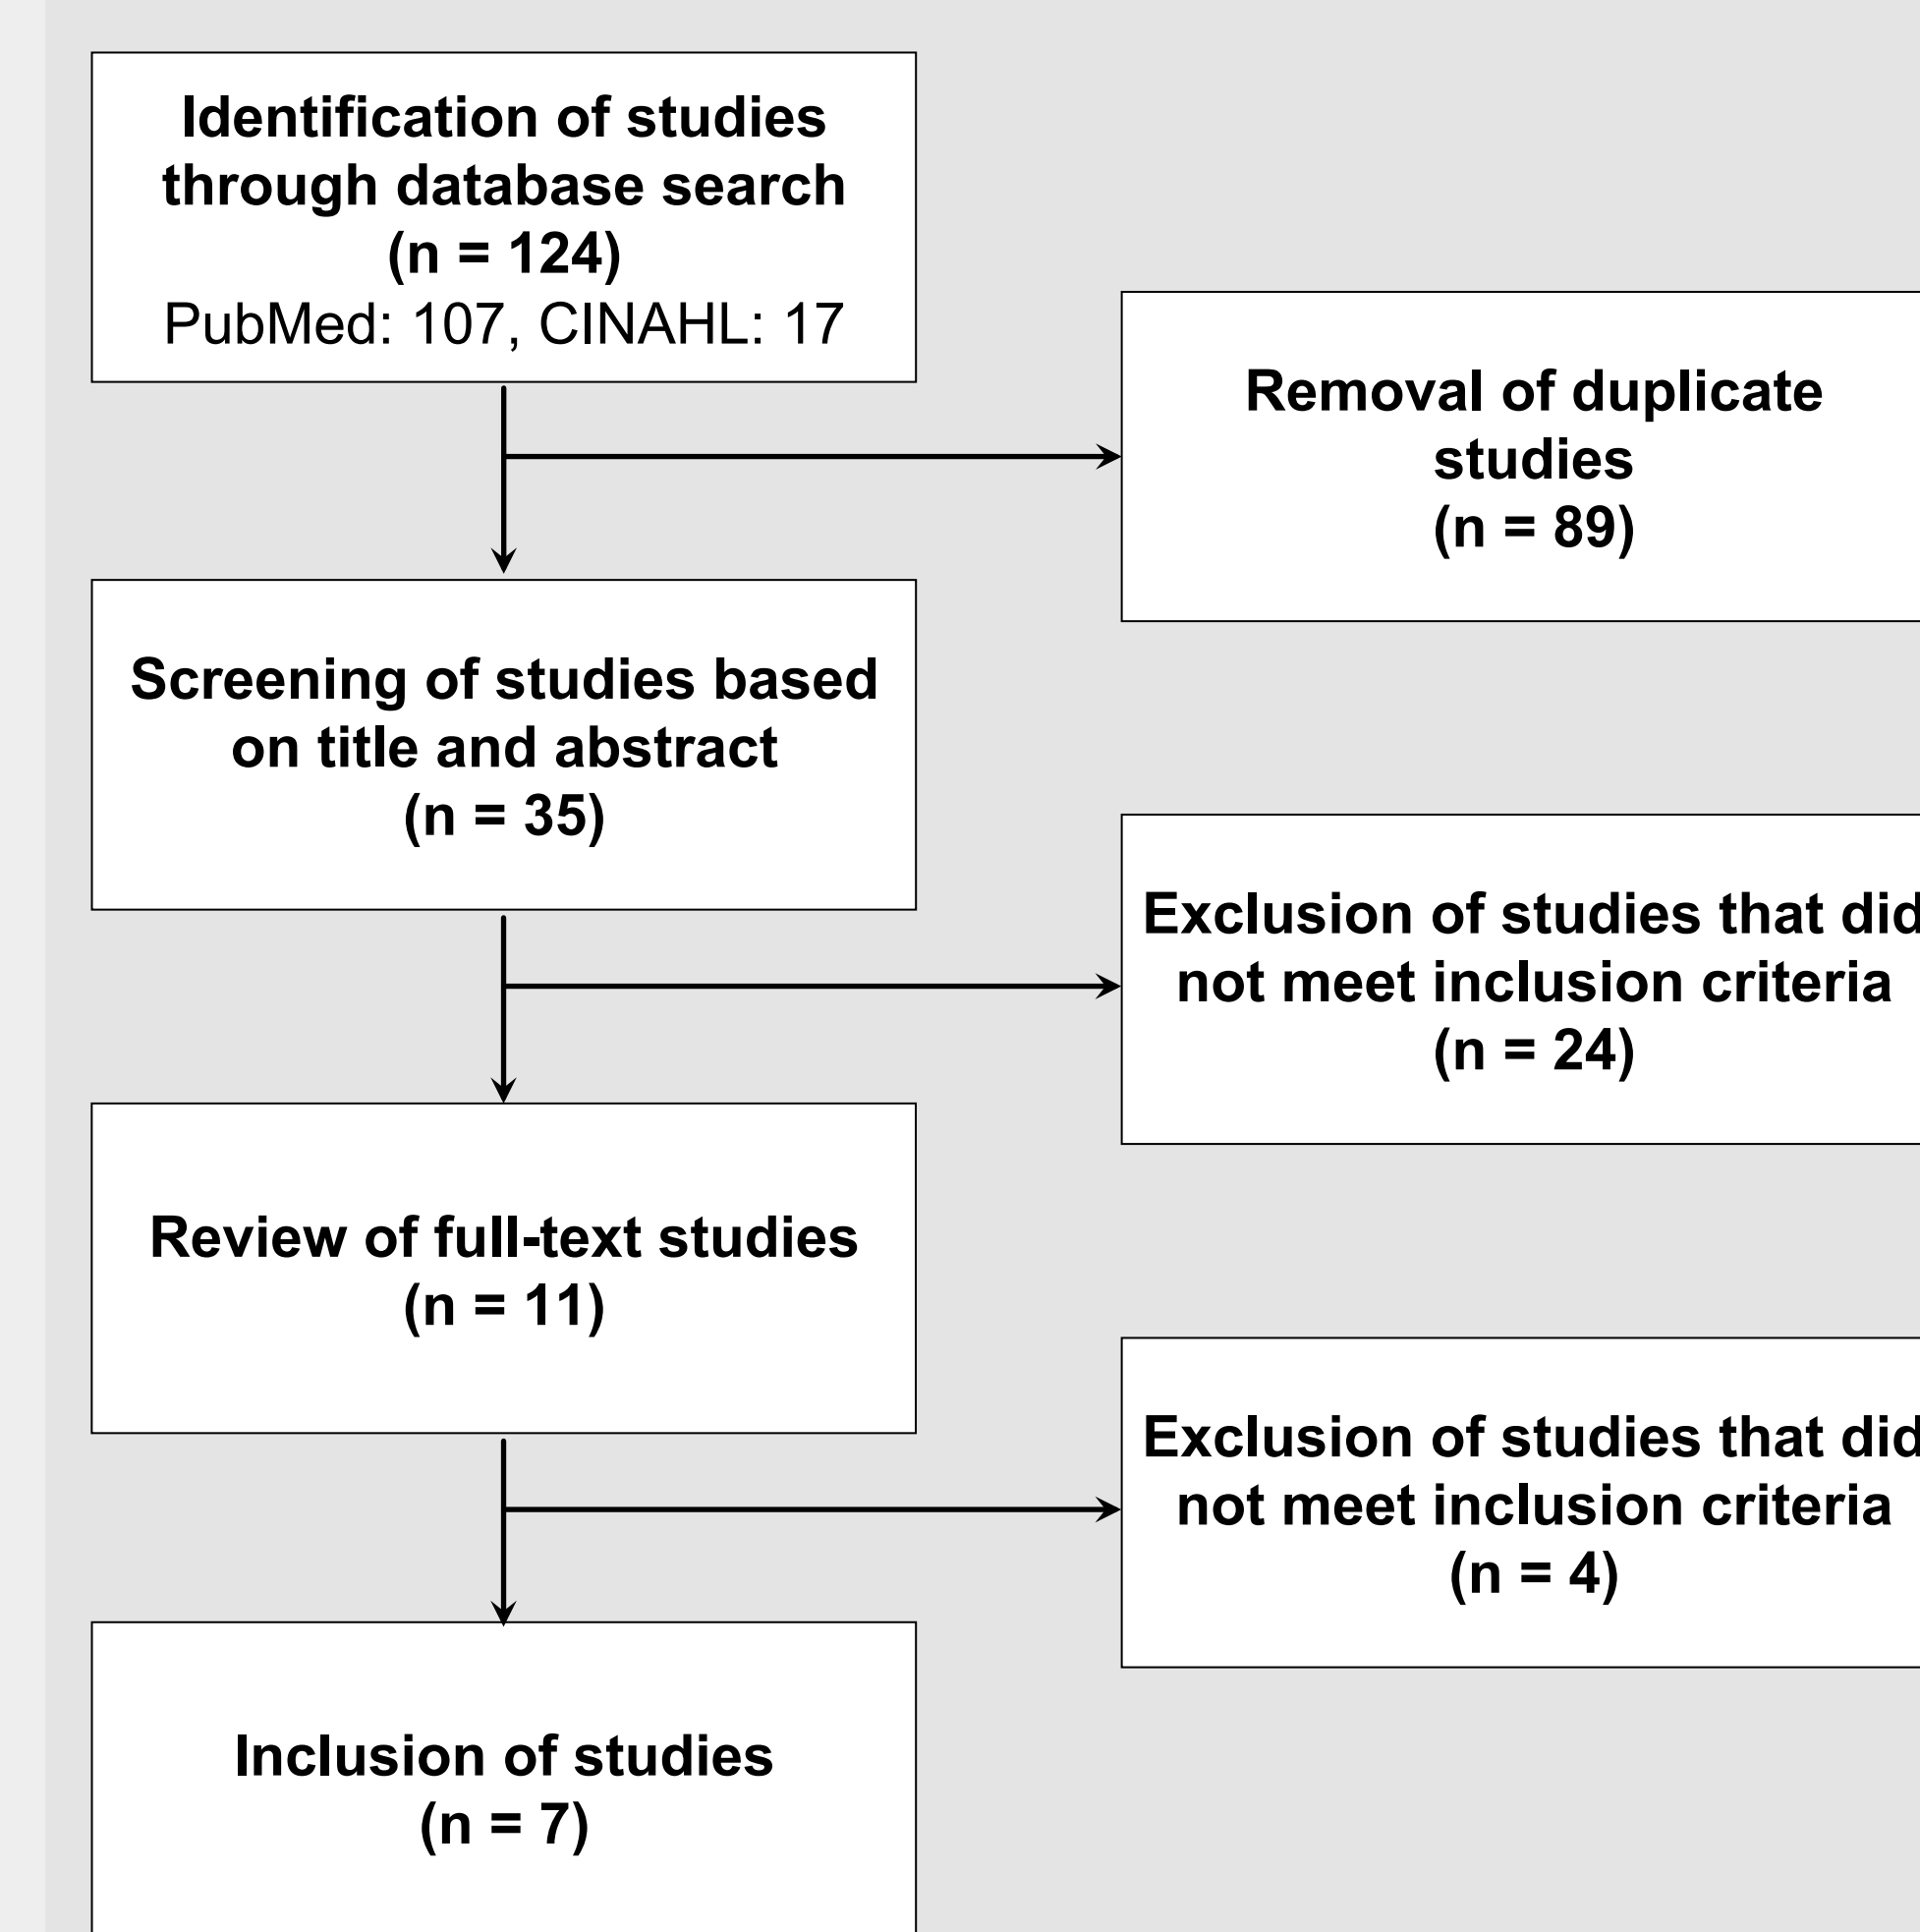 Identification of studies
through database search
(n = 124)
PubMed: 107, CINAHL: 17
Removal of duplicate
studies
(n = 89)
Screening of studies based
on title and abstract
(n = 35)
Exclusion of studies that did
not meet inclusion criteria
(n = 24)
Review of full-text studies
(n = 11)
Exclusion of studies that did
not meet inclusion criteria
(n = 4)
Inclusion of studies
(n = 7)